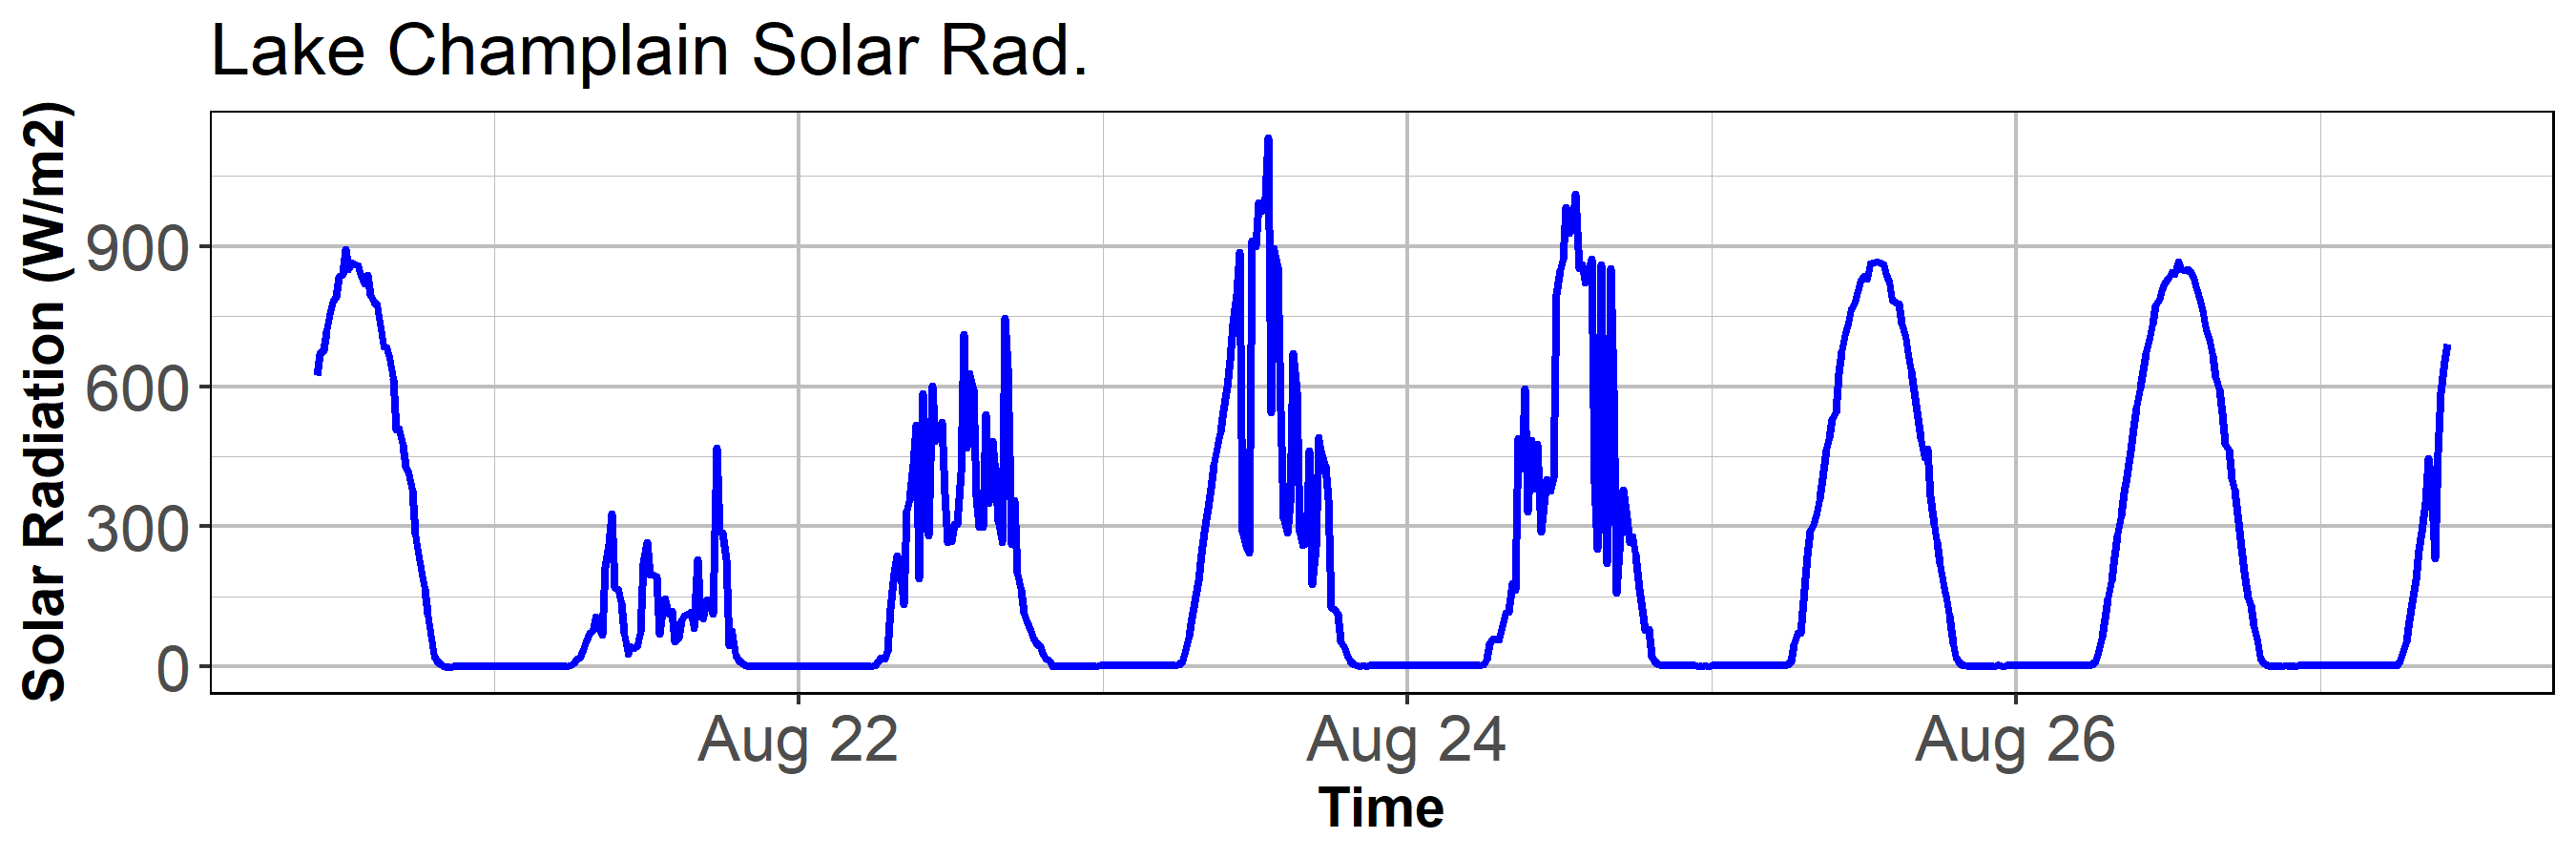 Lake Champlain Solar Rad.
Solar Radiation (W/m2)
900
600
300
0
Aug 22 Aug 24 Aug 26
Time